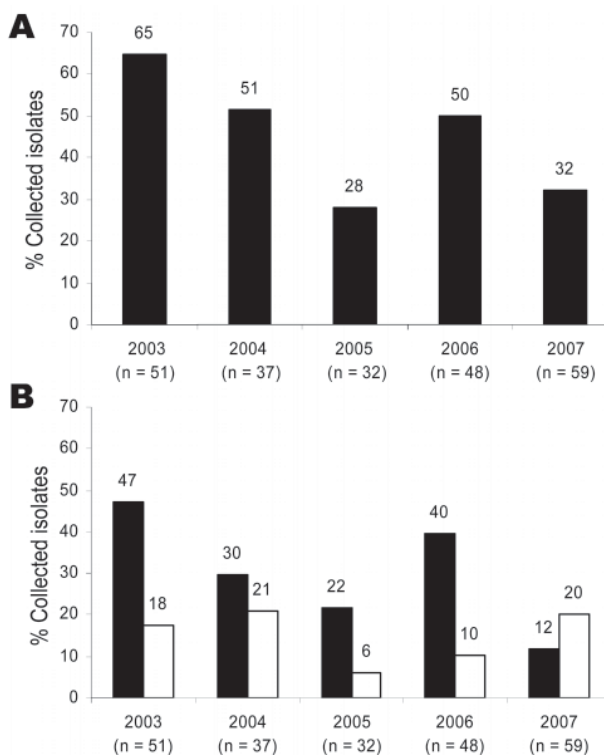 A
% Collected isolates
70
60
50
40
30
20
10
0
65
51
28
50
32
2003
(n = 51)
2004
(n = 37)
2005
(n = 32)
2006
(n = 48)
2007
(n = 59)
B
% Collected isolates
70
60
50
40
30
20
10
0
47
18
30
21
22
6
40
10
12
20
2003
(n = 51)
2004
(n = 37)
2005
(n = 32)
2006
(n = 48)
2007
(n = 59)